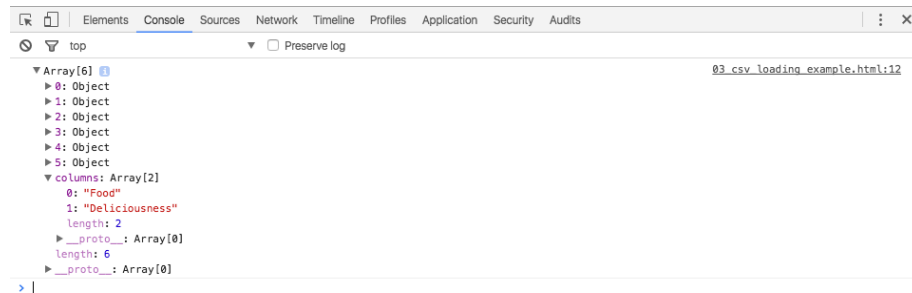 Elements Console Sources Network Timeline Profiles Application Security Audits
top Preserve log
Array[6] 03_csv_loading_example.html:12
0: Object
1: Object
2: Object
3: Object
4: Object
5: Object
columns: Array[2]
0: "Food"
1: "Deliciousness"
length: 2
__proto__: Array[0]
length: 6
__proto__: Array[0]